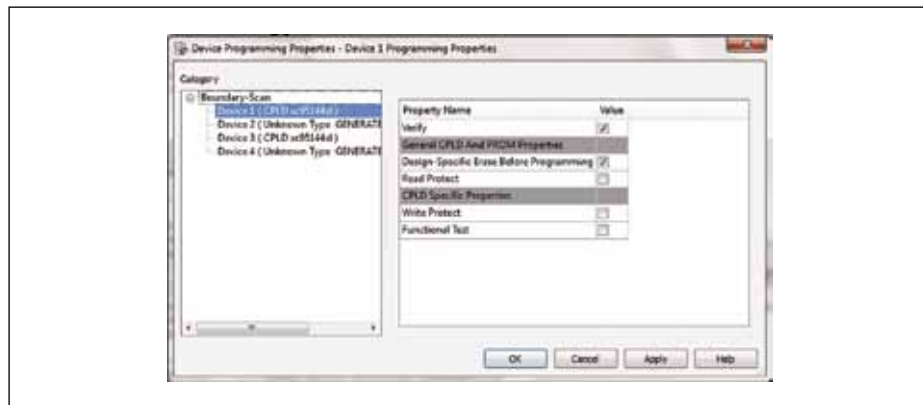 Device Programming Properties - Device 1 Programming Properties
Category
Boundary-Scan
Device 1 ( CPLD xc95144xl )
Device 2 ( Unknown Type GENERATE
Device 3 ( CPLD xc95144xl )
Device 4 ( Unknown Type GENERATE
Property Name Value
Verify
General CPLD And PROM Properties
Design-Specific Erase Before Programming
Read Protect
CPLD Specific Properties
Write Protect
Functional Test
OK Cancel Apply Help